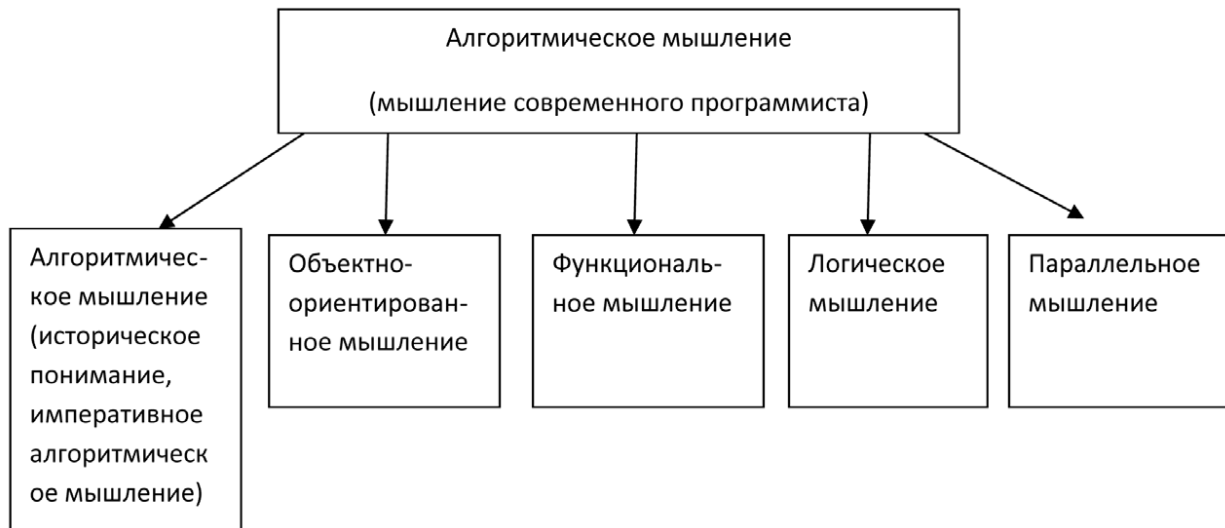 Алгоритмическое мышление
(мышление современного программиста)
Алгоритмичес-
кое мышление
(историческое
понимание,
императивное
алгоритмическ
ое мышление)
Объектно-
ориентирован-
ное мышление
Функциональ-
ное мышление
Логическое
мышление
Параллельное
мышление